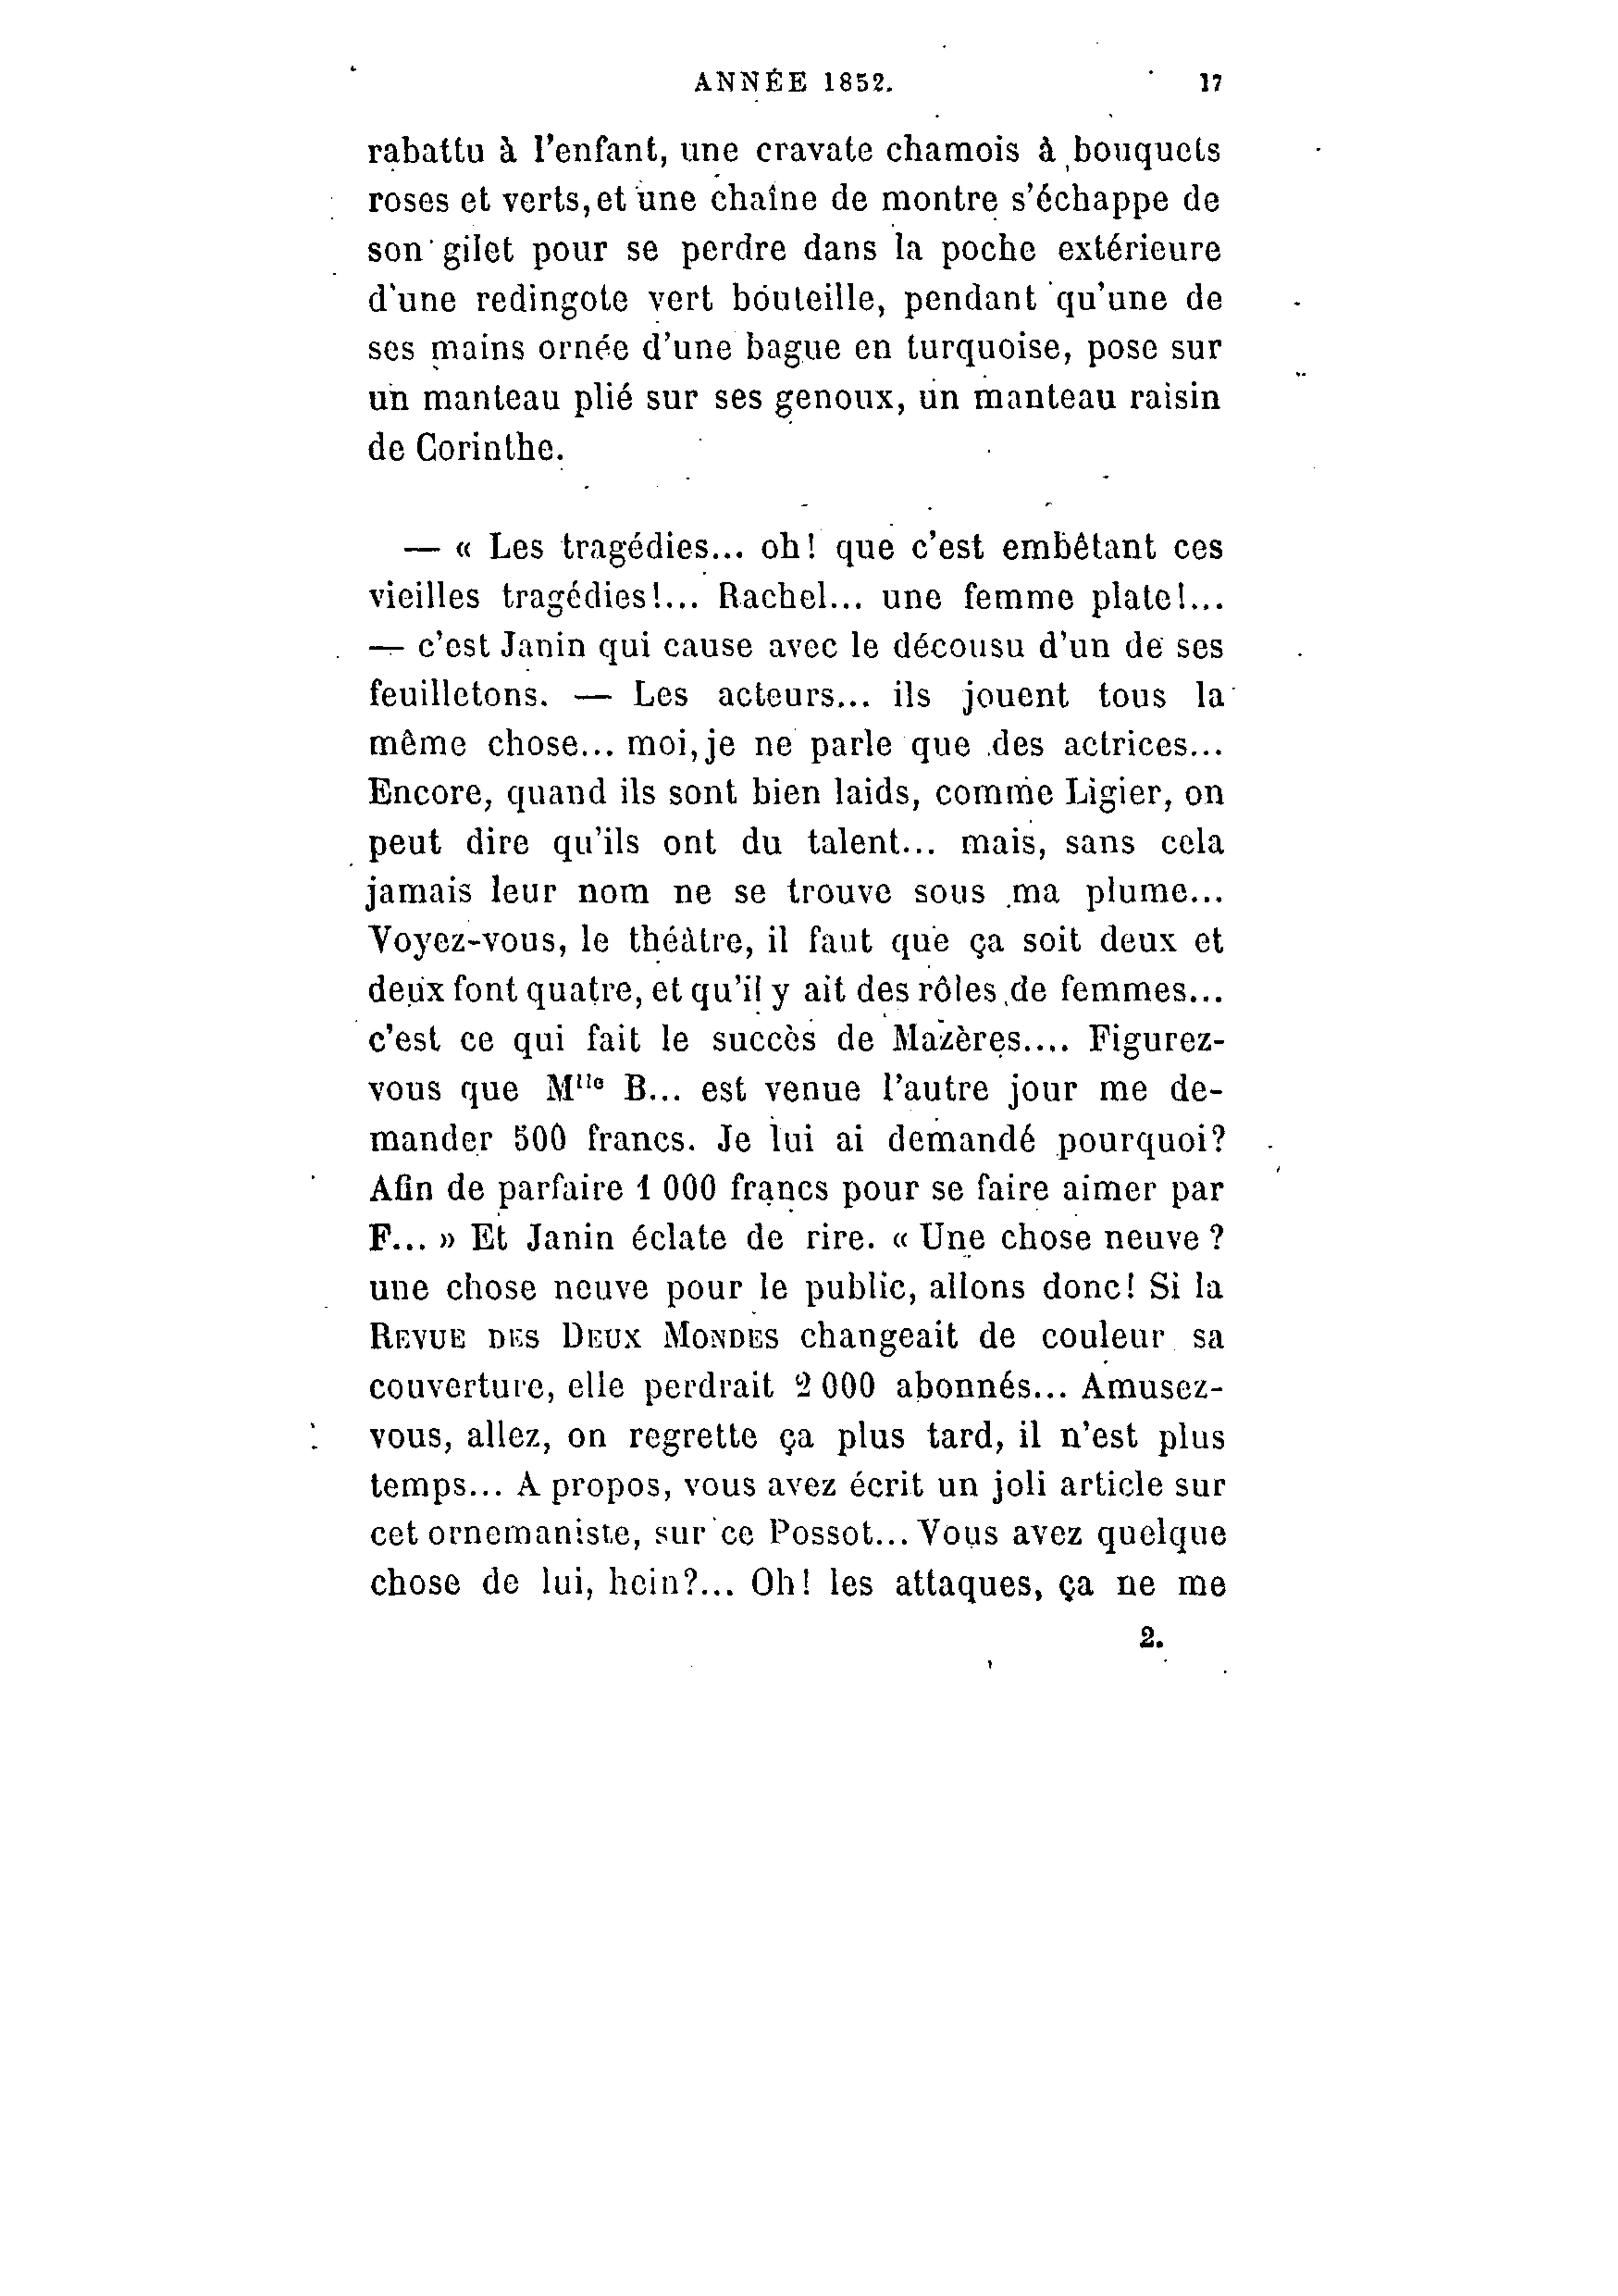 ANNÉE 1852. 17
rabattu à l'enfant, une cravate chamois à bouquets
roses et verts, et une chaîne de montre s'échappe de
son gilet pour se perdre dans la poche extérieure
d'une redingote vert bouteille, pendant qu'une de
ses mains ornée d'une bague en turquoise, pose sur
un manteau plié sur ses genoux, un manteau raisin
de Corinthe.
— « Les tragédies... oh! que c'est embêtant ces
vieilles tragédies!... Rachel... une femme plate!...
— c'est Janin qui cause avec le décousu d'un de ses
feuilletons. — Les acteurs... ils jouent tous la
même chose... moi, je ne parle que des actrices...
Encore, quand ils sont bien laids, comme Ligier, on
peut dire qu'ils ont du talent... mais, sans cela
jamais leur nom ne se trouve sous ma plume...
Voyez-vous, le théâtre, il faut que ça soit deux et
deux font quatre, et qu'il y ait des rôles de femmes...
c'est ce qui fait le succès de Mazères.... Figurez-
vous que Mlle B... est venue l'autre jour me de-
mander 500 francs. Je lui ai demandé pourquoi?
Afin de parfaire 1 000 francs pour se faire aimer par
F... » Et Janin éclate de rire. « Une chose neuve ?
une chose neuve pour le public, allons donc! Si la
REVUE DES DEUX MONDES changeait de couleur sa
couverture, elle perdrait 2 000 abonnés... Amusez-
vous, allez, on regrette ça plus tard, il n'est plus
temps... A propos, vous avez écrit un joli article sur
cet ornemaniste, sur ce Possot... Vous avez quelque
chose de lui, hein?... Oh! les attaques, ça ne me
2.